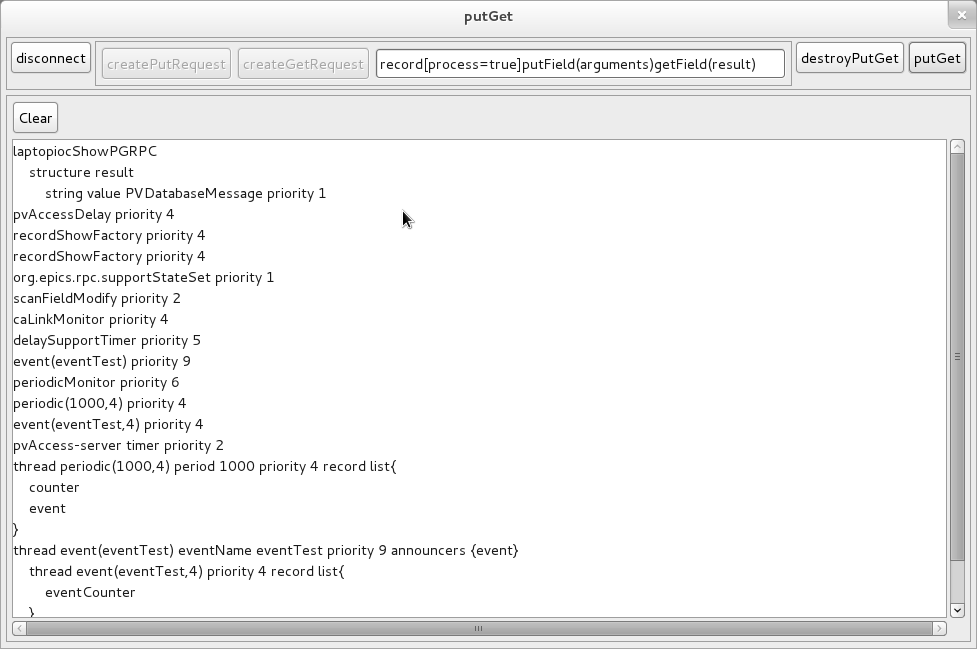 putGet
disconnect createPutRequest createGetRequest record[process=true]putField(arguments)getField(result) destroyPutGet putGet
Clear
laptopiocShowPGRPC
structure result
string value PVDatabaseMessage priority 1
pvAccessDelay priority 4
recordShowFactory priority 4
recordShowFactory priority 4
org.epics.rpc.supportStateSet priority 1
scanFieldModify priority 2
caLinkMonitor priority 4
delaySupportTimer priority 5
event(eventTest) priority 9
periodicMonitor priority 6
periodic(1000,4) priority 4
event(eventTest,4) priority 4
pvAccess-server timer priority 2
thread periodic(1000,4) period 1000 priority 4 record list{
counter
event
}
thread event(eventTest) eventName eventTest priority 9 announcers {event}
thread event(eventTest,4) priority 4 record list{
eventCounter
}